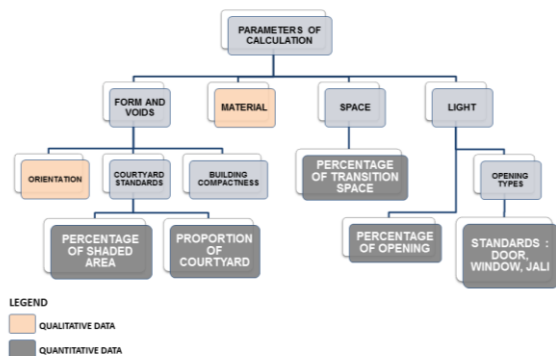 PARAMETERS OF
CALCULATION
FORM AND
VOIDS
MATERIAL
SPACE
LIGHT
ORIENTATION
COURTYARD
STANDARDS
BUILDING
COMPACTNESS
PERCENTAGE
OF TRANSITION
SPACE
OPENING
TYPES
PERCENTAGE
OF SHADED
AREA
PROPORTION
OF
COURTYARD
PERCENTAGE
OF OPENING
STANDARDS :
DOOR,
WINDOW, JALI
LEGEND
QUALITATIVE DATA
QUANTITATIVE DATA